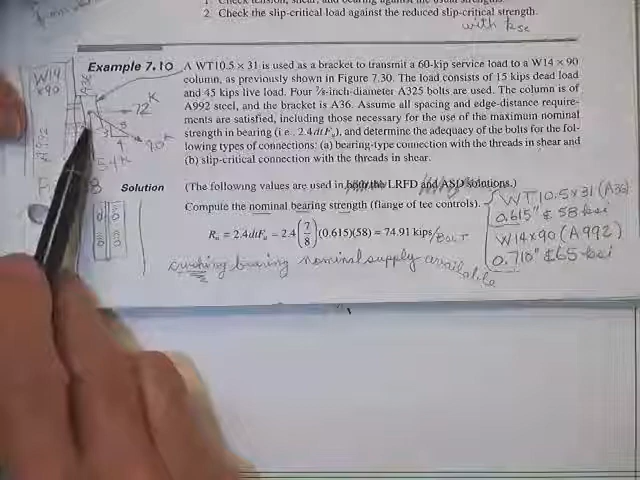 2. Check the slip-critical load against the reduced slip-critical strength.
with ksc
Example 7.10 A WT10.5 × 31 is used as a bracket to transmit a 60-kip service load to a W14 × 90
column, as previously shown in Figure 7.30. The load consists of 15 kips dead load
and 45 kips live load. Four 7/8-inch-diameter A325 bolts are used. The column is of
A992 steel, and the bracket is A36. Assume all spacing and edge-distance require-
ments are satisfied, including those necessary for the use of the maximum nominal
strength in bearing (i.e., 2.4dtFu), and determine the adequacy of the bolts for the fol-
lowing types of connections: (a) bearing-type connection with the threads in shear and
(b) slip-critical connection with the threads in shear.
W14
×90
A36
72K
3
4
90K
54K
A992
Solution (The following values are used in both the LRFD and ASD solutions.)
Compute the nominal bearing strength (flange of tee controls).
Rn = 2.4dtFu = 2.4(7/8)(0.615)(58) = 74.91 kips/BOLT
crushing bearing nominal supply available
WT10.5×31(A36)
0.615" & 58 ksi
W14×90(A992)
0.710" & 65 ksi